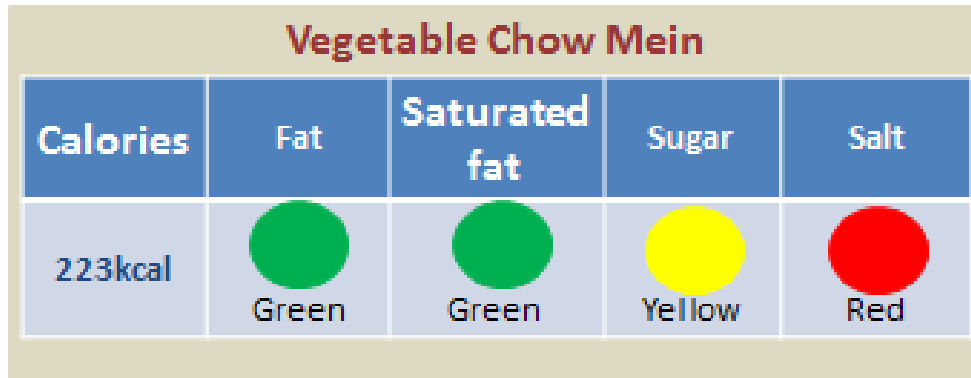 Vegetable Chow Mein
Calories Fat Saturated fat Sugar Salt
223kcal Green Green Yellow Red